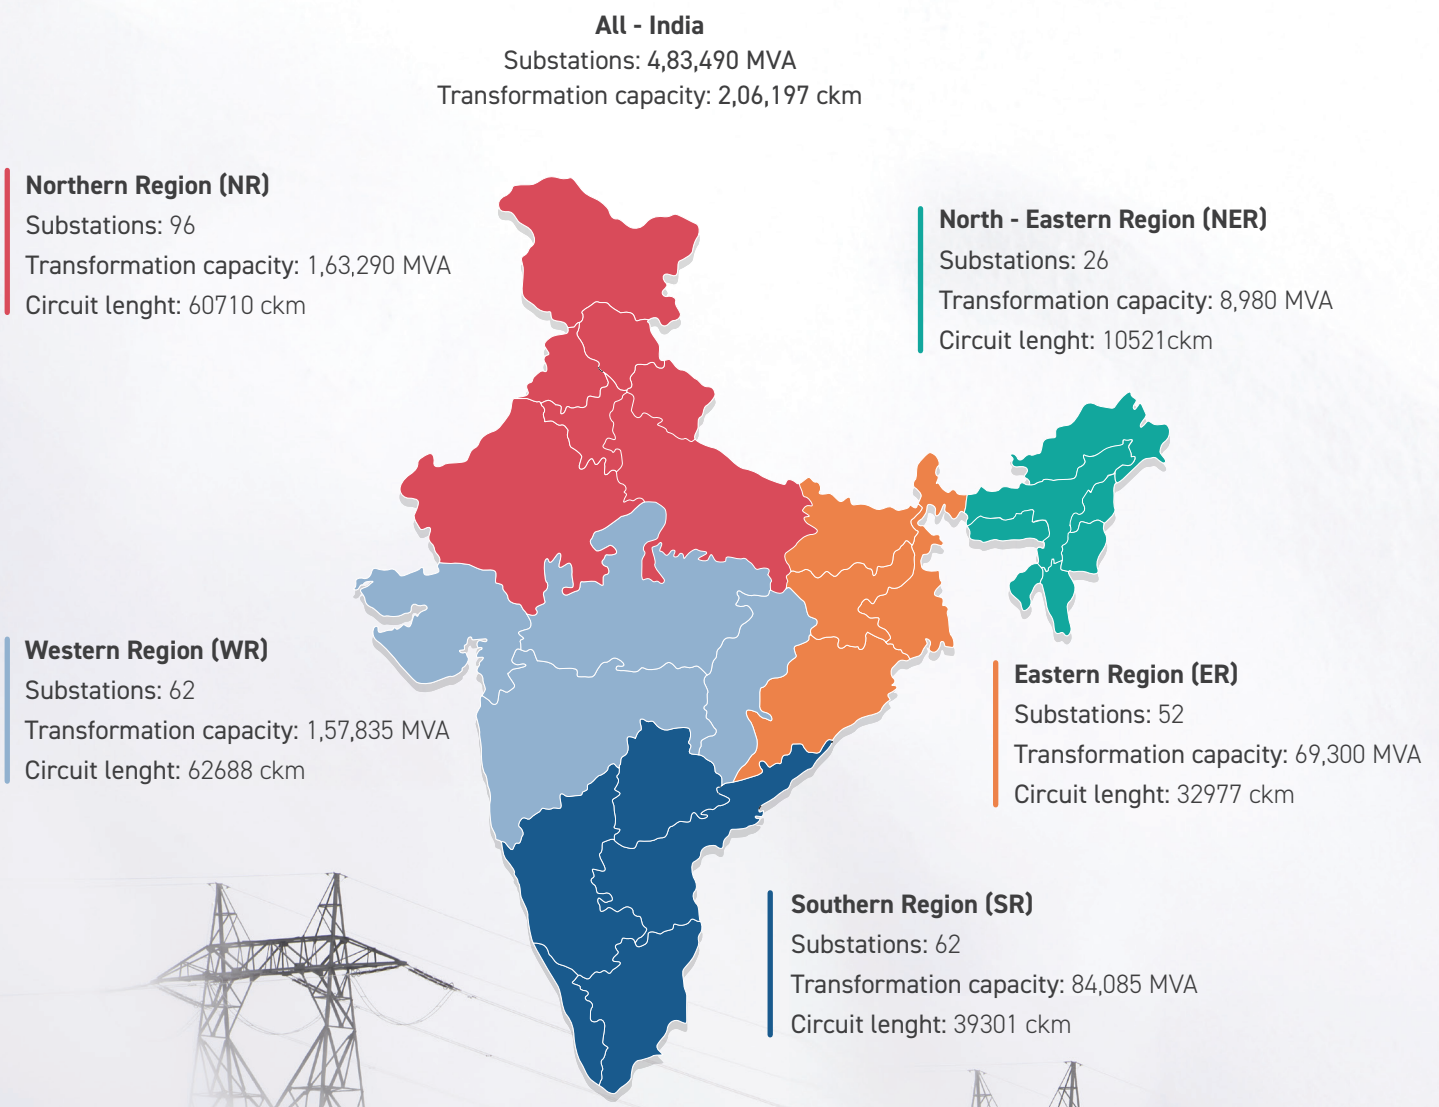 All - India
Substations: 4,83,490 MVA
Transformation capacity: 2,06,197 ckm
Northern Region (NR)
Substations: 96
Transformation capacity: 1,63,290 MVA
Circuit lenght: 60710 ckm
North - Eastern Region (NER)
Substations: 26
Transformation capacity: 8,980 MVA
Circuit lenght: 10521ckm
Western Region (WR)
Substations: 62
Transformation capacity: 1,57,835 MVA
Circuit lenght: 62688 ckm
Eastern Region (ER)
Substations: 52
Transformation capacity: 69,300 MVA
Circuit lenght: 32977 ckm
Southern Region (SR)
Substations: 62
Transformation capacity: 84,085 MVA
Circuit lenght: 39301 ckm